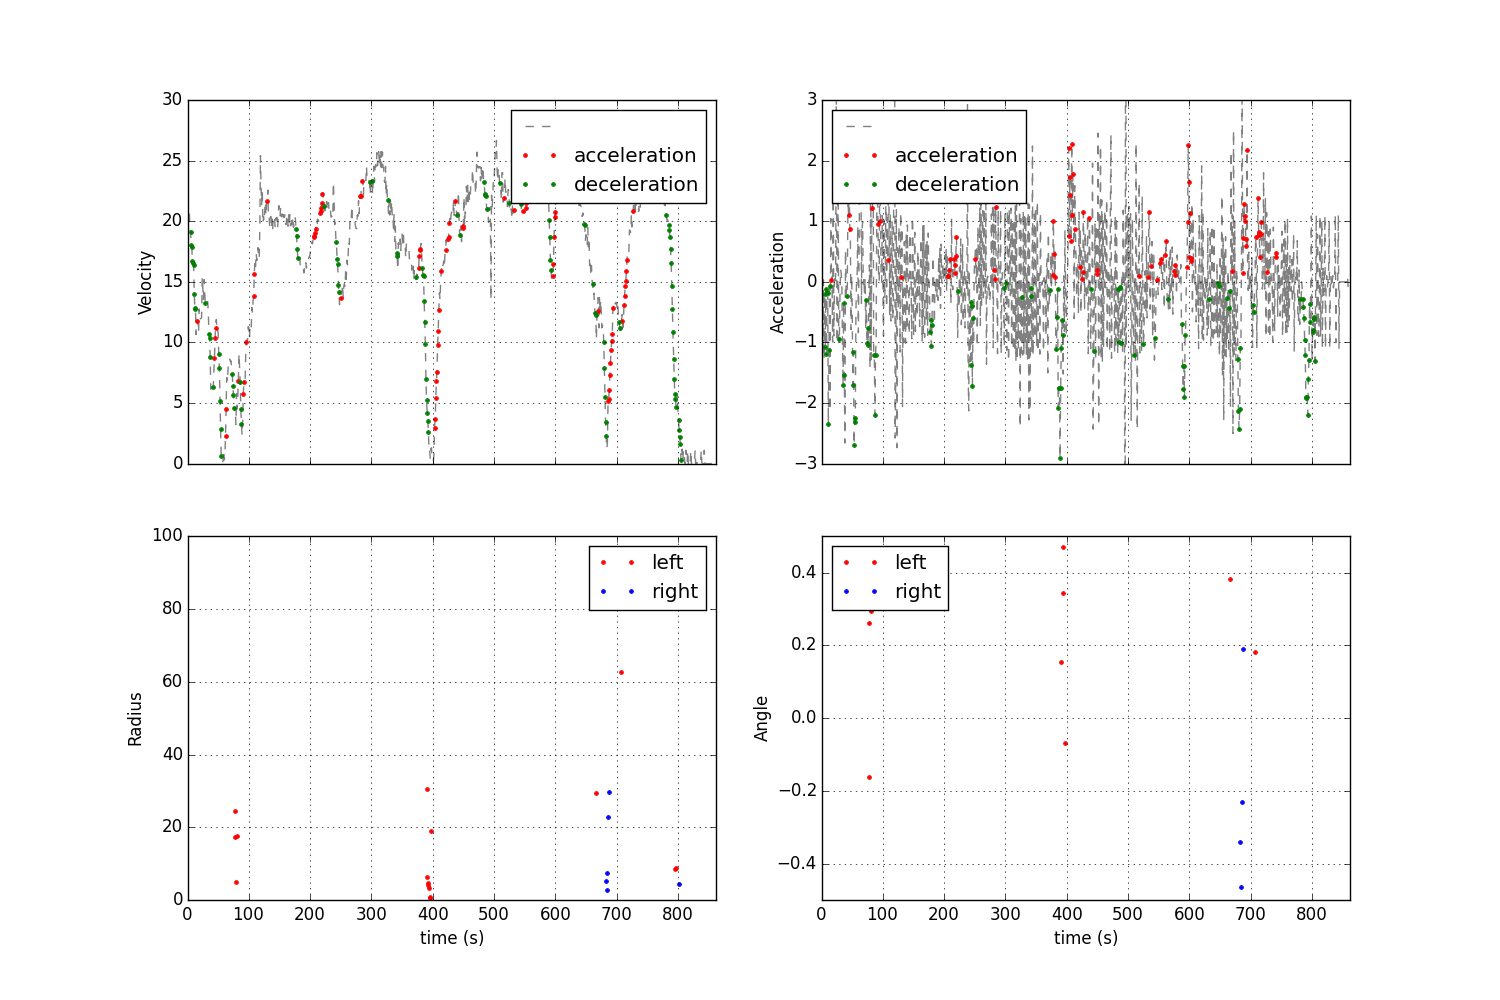 30
25
20
15
10
5
0
Velocity
acceleration
deceleration
3
2
1
0
−1
−2
−3
Acceleration
acceleration
deceleration
100
80
60
40
20
0
Radius
left
right
0 100 200 300 400 500 600 700 800
time (s)
0.4
0.2
0.0
−0.2
−0.4
Angle
left
right
0 100 200 300 400 500 600 700 800
time (s)